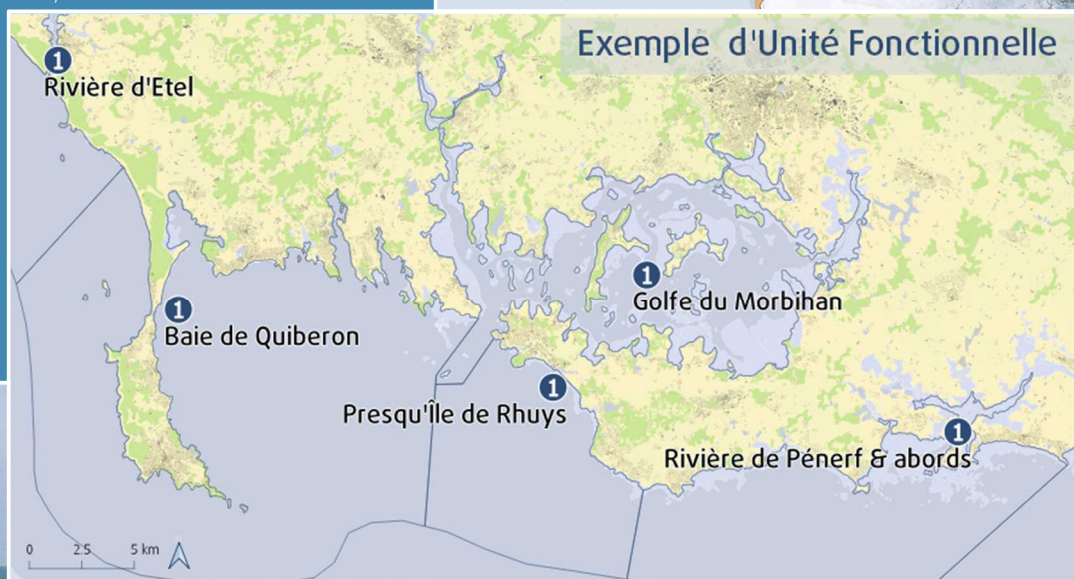 Exemple d'Unité Fonctionnelle
1
Rivière d'Etel
1
Golfe du Morbihan
1
Baie de Quiberon
1
Presqu'Île de Rhuys
1
Rivière de Pénerf & abords
0 2.5 5 km